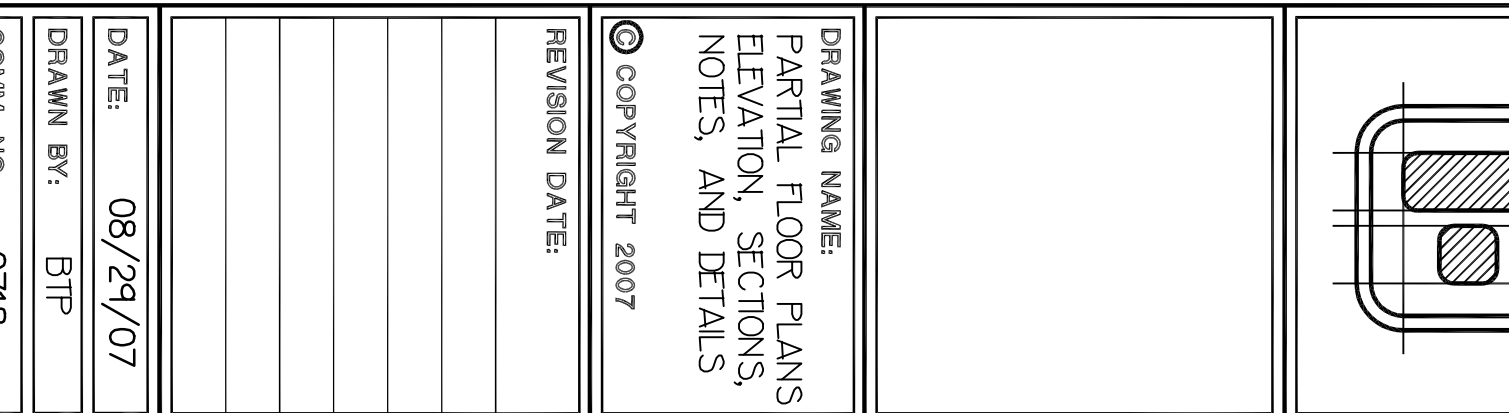 DRAWING NAME:
PARTIAL FLOOR PLANS
ELEVATION, SECTIONS,
NOTES, AND DETAILS
© COPYRIGHT 2007
REVISION DATE:
DATE: 08/29/07
DRAWN BY: BTP